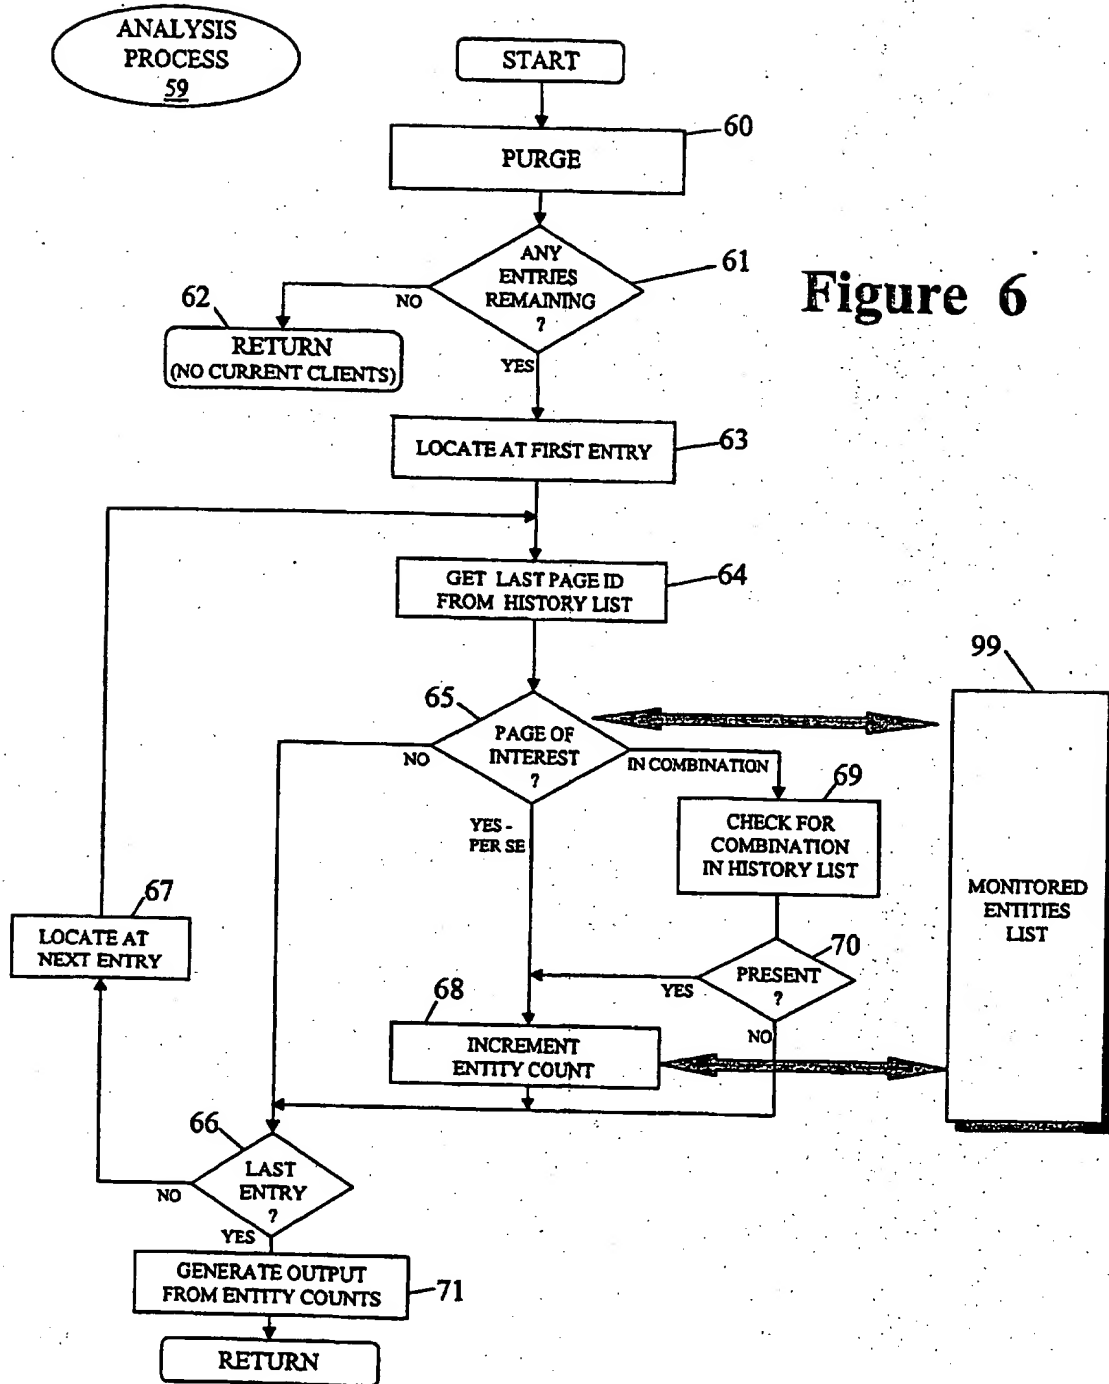 ANALYSIS
PROCESS
59
START
60
PURGE
ANY
ENTRIES
REMAINING
?
61
NO
YES
Figure 6
62
RETURN
(NO CURRENT CLIENTS)
LOCATE AT FIRST ENTRY
63
GET LAST PAGE ID
FROM HISTORY LIST
64
65
PAGE OF
INTEREST
?
NO
IN COMBINATION
YES -
PER SE
99
MONITORED
ENTITIES
LIST
69
CHECK FOR
COMBINATION
IN HISTORY LIST
67
LOCATE AT
NEXT ENTRY
70
PRESENT
?
YES
NO
68
INCREMENT
ENTITY COUNT
66
LAST
ENTRY
?
NO
YES
GENERATE OUTPUT
FROM ENTITY COUNTS
71
RETURN